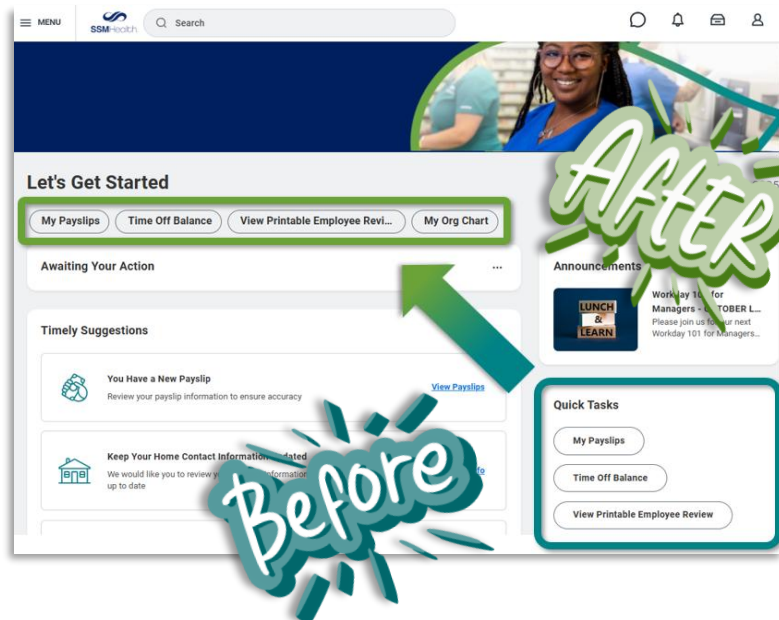 MENU
SSMHealth
Search
Let's Get Started
My Payslips
Time Off Balance
View Printable Employee Revi...
My Org Chart
Awaiting Your Action
...
Announcements
AFTER
LUNCH
&
LEARN
for
Managers
TOBER L...
Please join us
our next
Workday 101 for Managers...
Timely Suggestions
You Have a New Payslip
Review your payslip information to ensure accuracy
View Payslips
Keep Your Home Contact Information
We would like you to review
up to date
Before
Quick Tasks
My Payslips
Time Off Balance
View Printable Employee Review